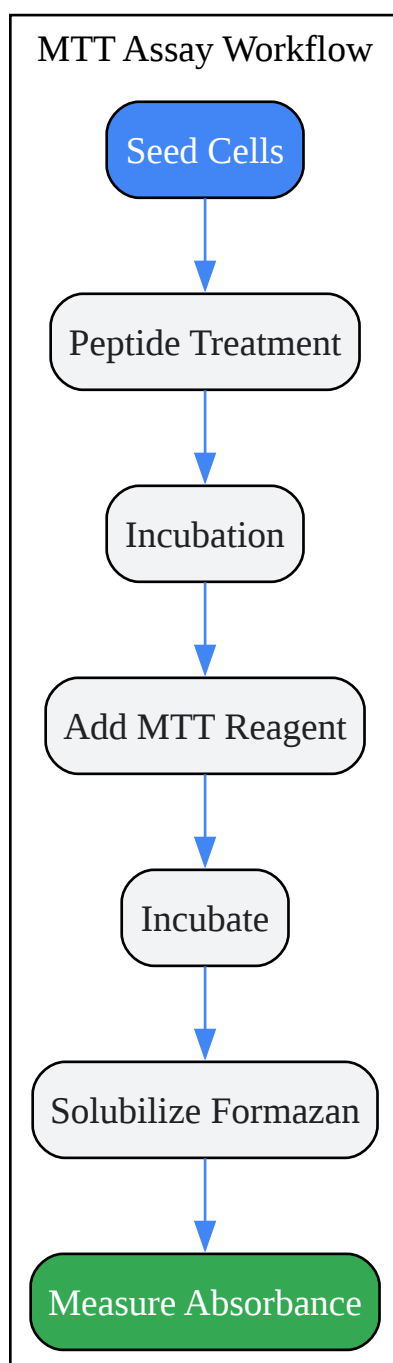 MTT Assay Workflow
Seed Cells
Peptide Treatment
Incubation
Add MTT Reagent
Incubate
Solubilize Formazan
Measure Absorbance